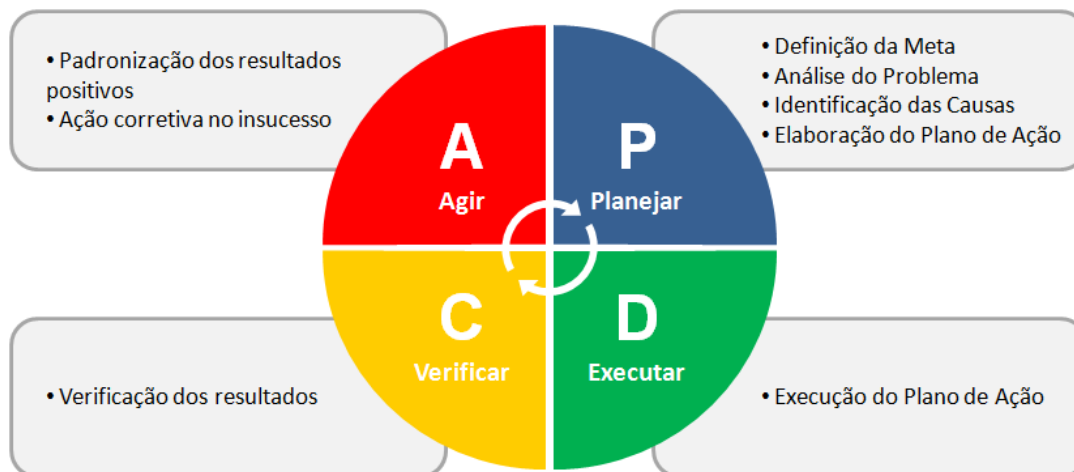 • Padronização dos resultados
positivos
• Ação corretiva no insucesso
• Definição da Meta
• Análise do Problema
• Identificação das Causas
• Elaboração do Plano de Ação
A
Agir
P
Planejar
C
Verificar
D
Executar
• Verificação dos resultados
• Execução do Plano de Ação